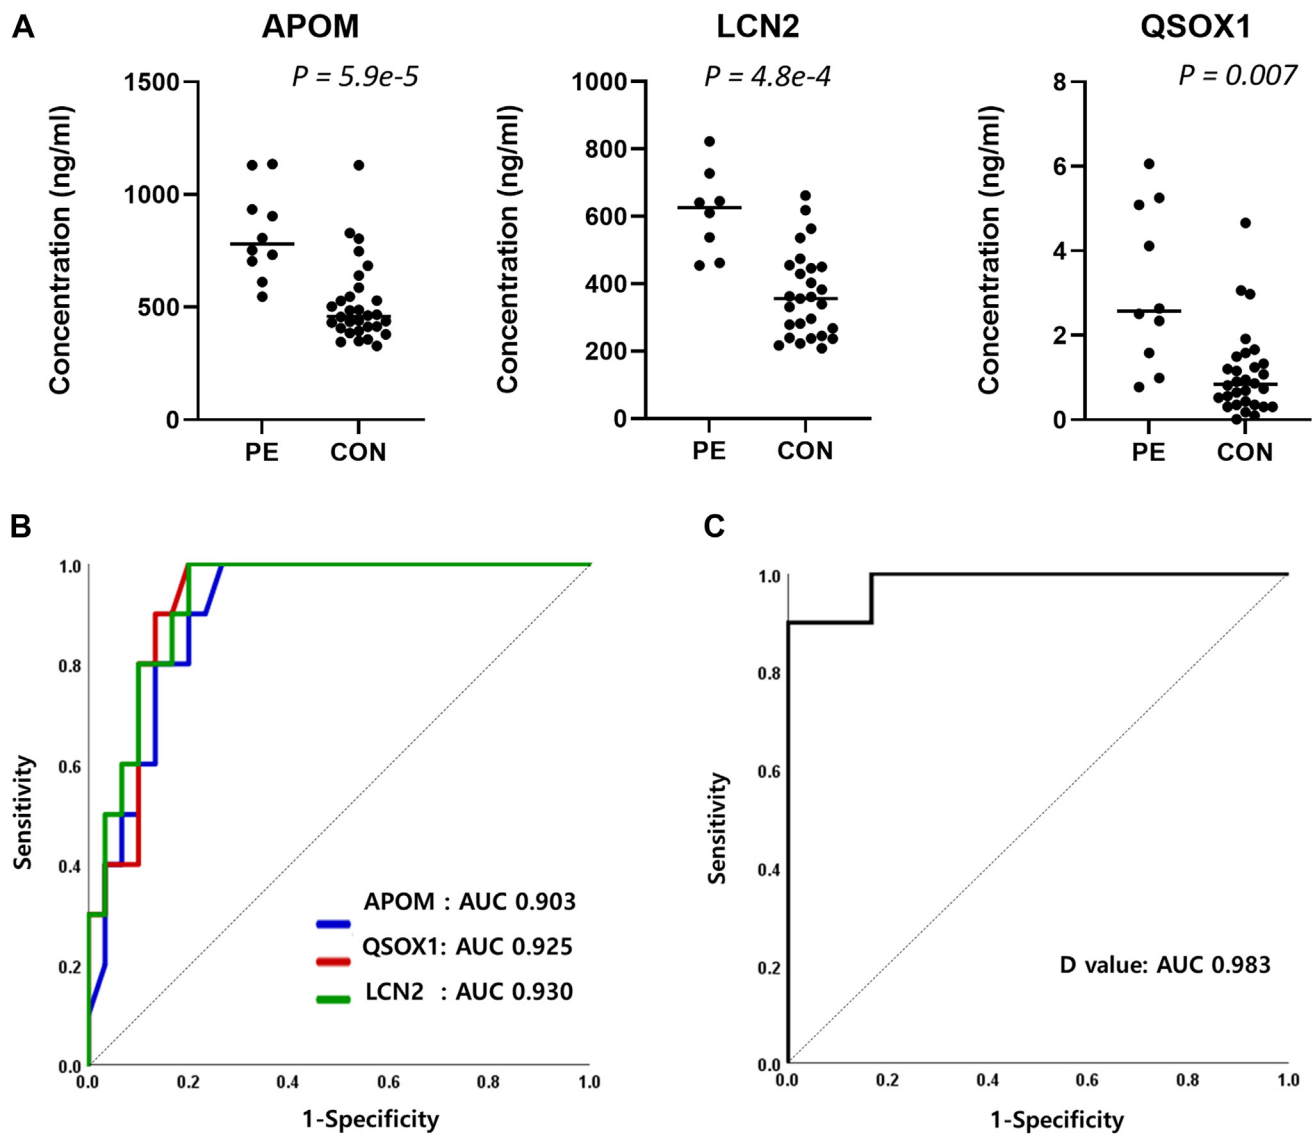 A
APOM
LCN2
QSOX1
P = 5.9e-5
P = 4.8e-4
P = 0.007
Concentration (ng/ml)
1500
1000
500
0
PE CON
Concentration (ng/ml)
1000
800
600
400
200
0
PE CON
Concentration (ng/ml)
8
6
4
2
0
PE CON
B
Sensitivity
1.0
0.8
0.6
0.4
0.2
0.0
APOM : AUC 0.903
QSOX1: AUC 0.925
LCN2 : AUC 0.930
0.0 0.2 0.4 0.6 0.8 1.0
1-Specificity
C
Sensitivity
1.0
0.8
0.6
0.4
0.2
0.0
D value: AUC 0.983
0.0 0.2 0.4 0.6 0.8 1.0
1-Specificity